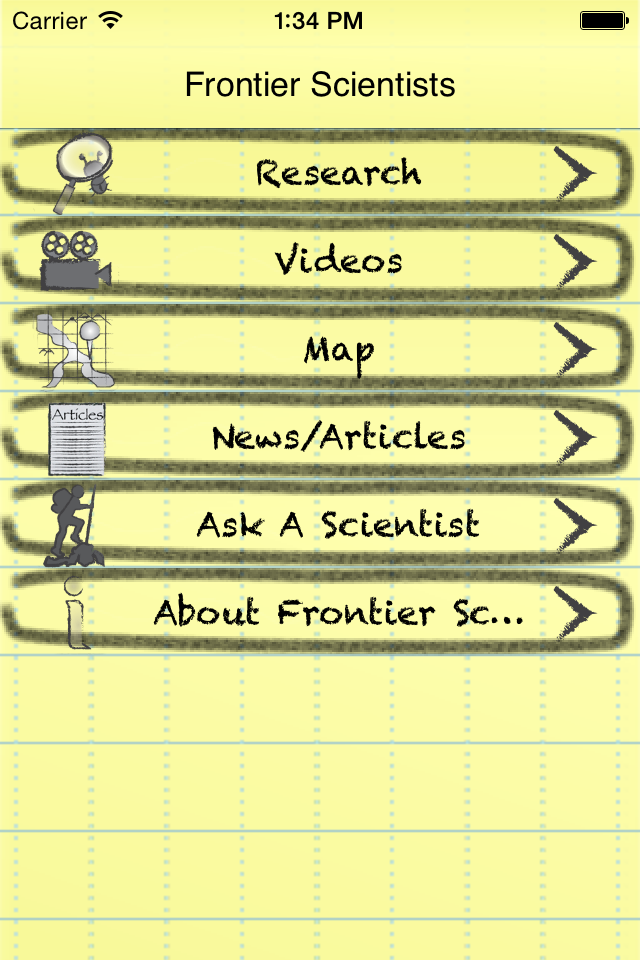 Carrier 1:34 PM
Frontier Scientists
Research
Videos
Map
Articles
News/Articles
Ask A Scientist
About Frontier Sc...